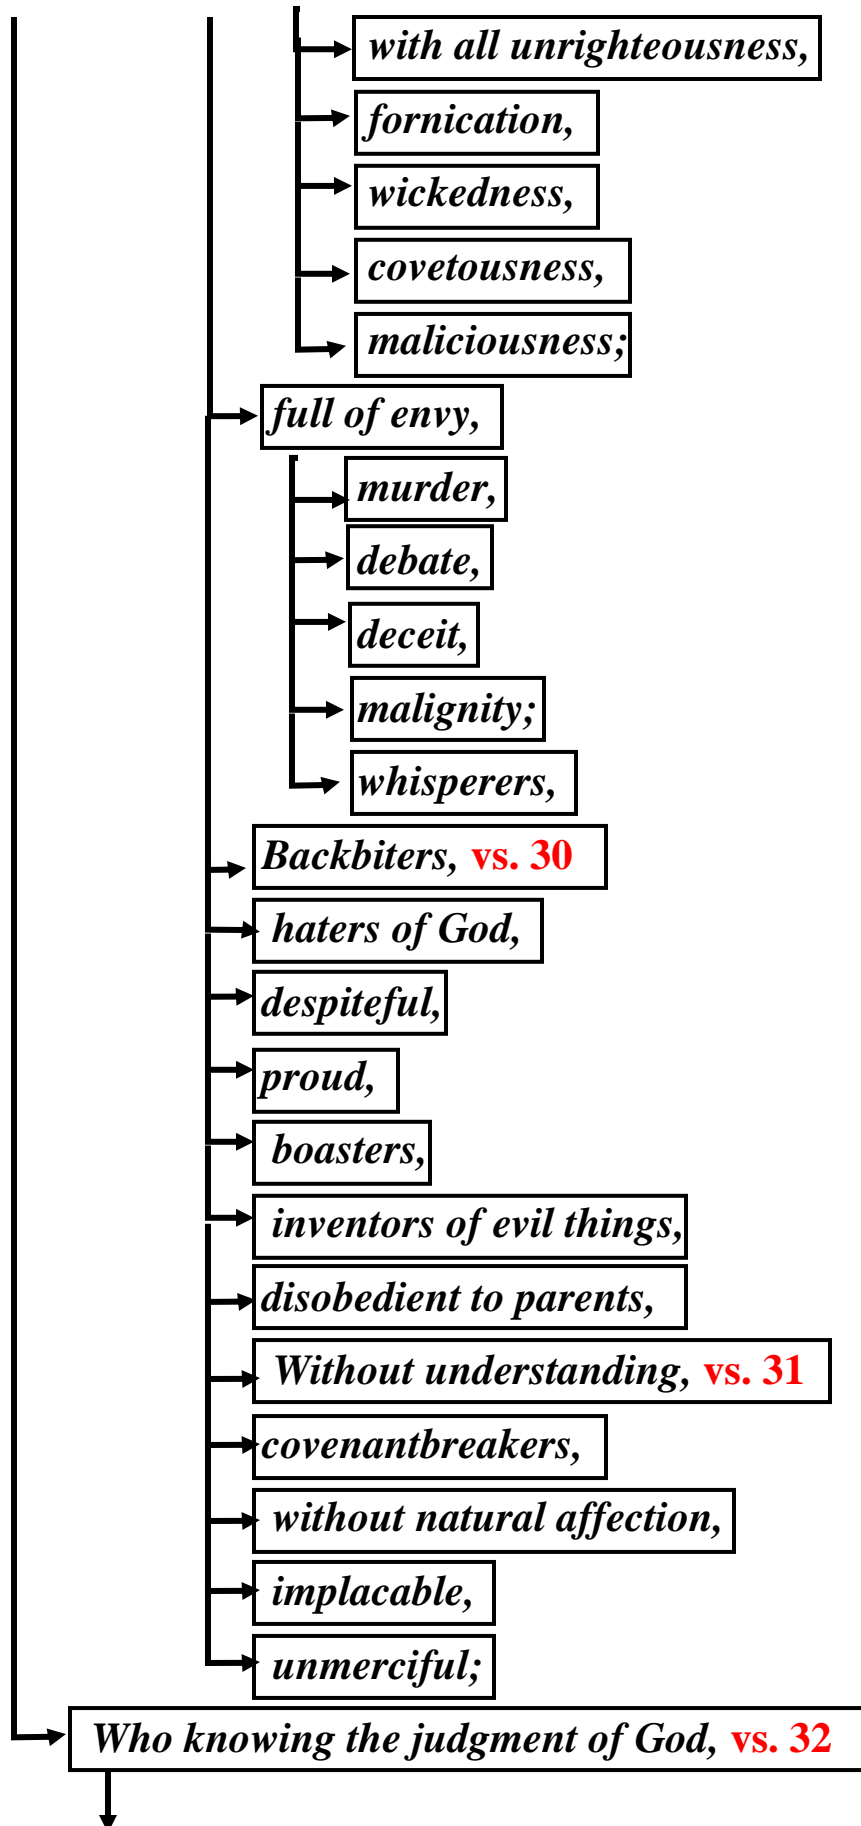 with all unrighteousness,
fornication,
wickedness,
covetousness,
maliciousness;
full of envy,
murder,
debate,
deceit,
malignity;
whisperers,
Backbiters, vs. 30
haters of God,
despiteful,
proud,
boasters,
inventors of evil things,
disobedient to parents,
Without understanding, vs. 31
covenantbreakers,
without natural affection,
implacable,
unmerciful;
Who knowing the judgment of God, vs. 32